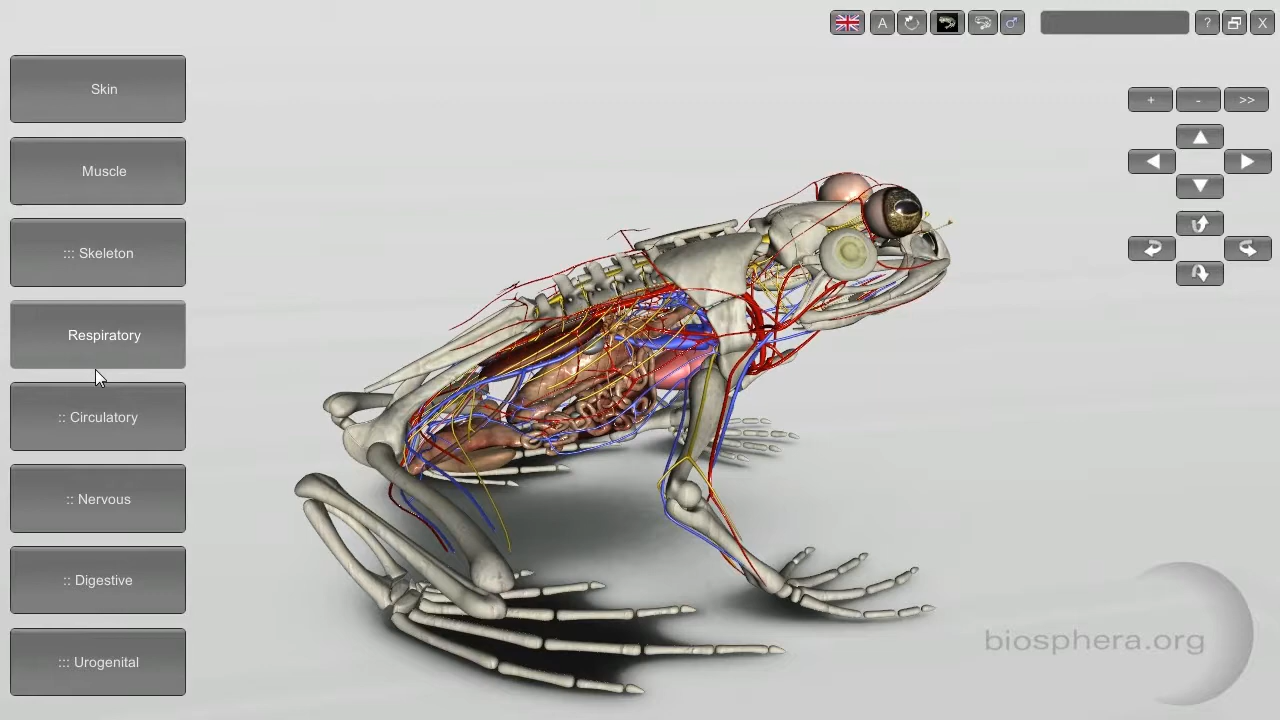 A
♂
?
X
Skin
+
-
>>
Muscle
::: Skeleton
Respiratory
:: Circulatory
:: Nervous
:: Digestive
::: Urogenital
biosphera.org